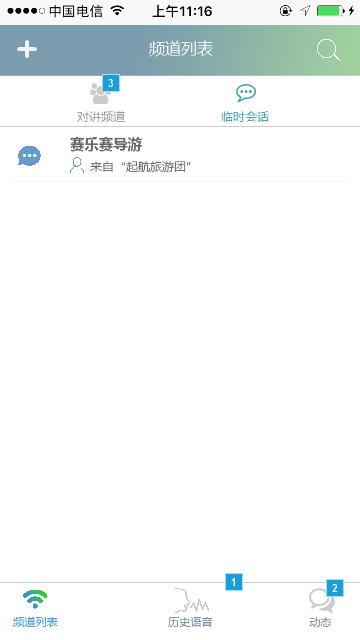 中国电信 上午11:16
频道列表
3
对讲频道 临时会话
赛乐赛导游
来自“起航旅游团”
1 2
频道列表 历史语音 动态